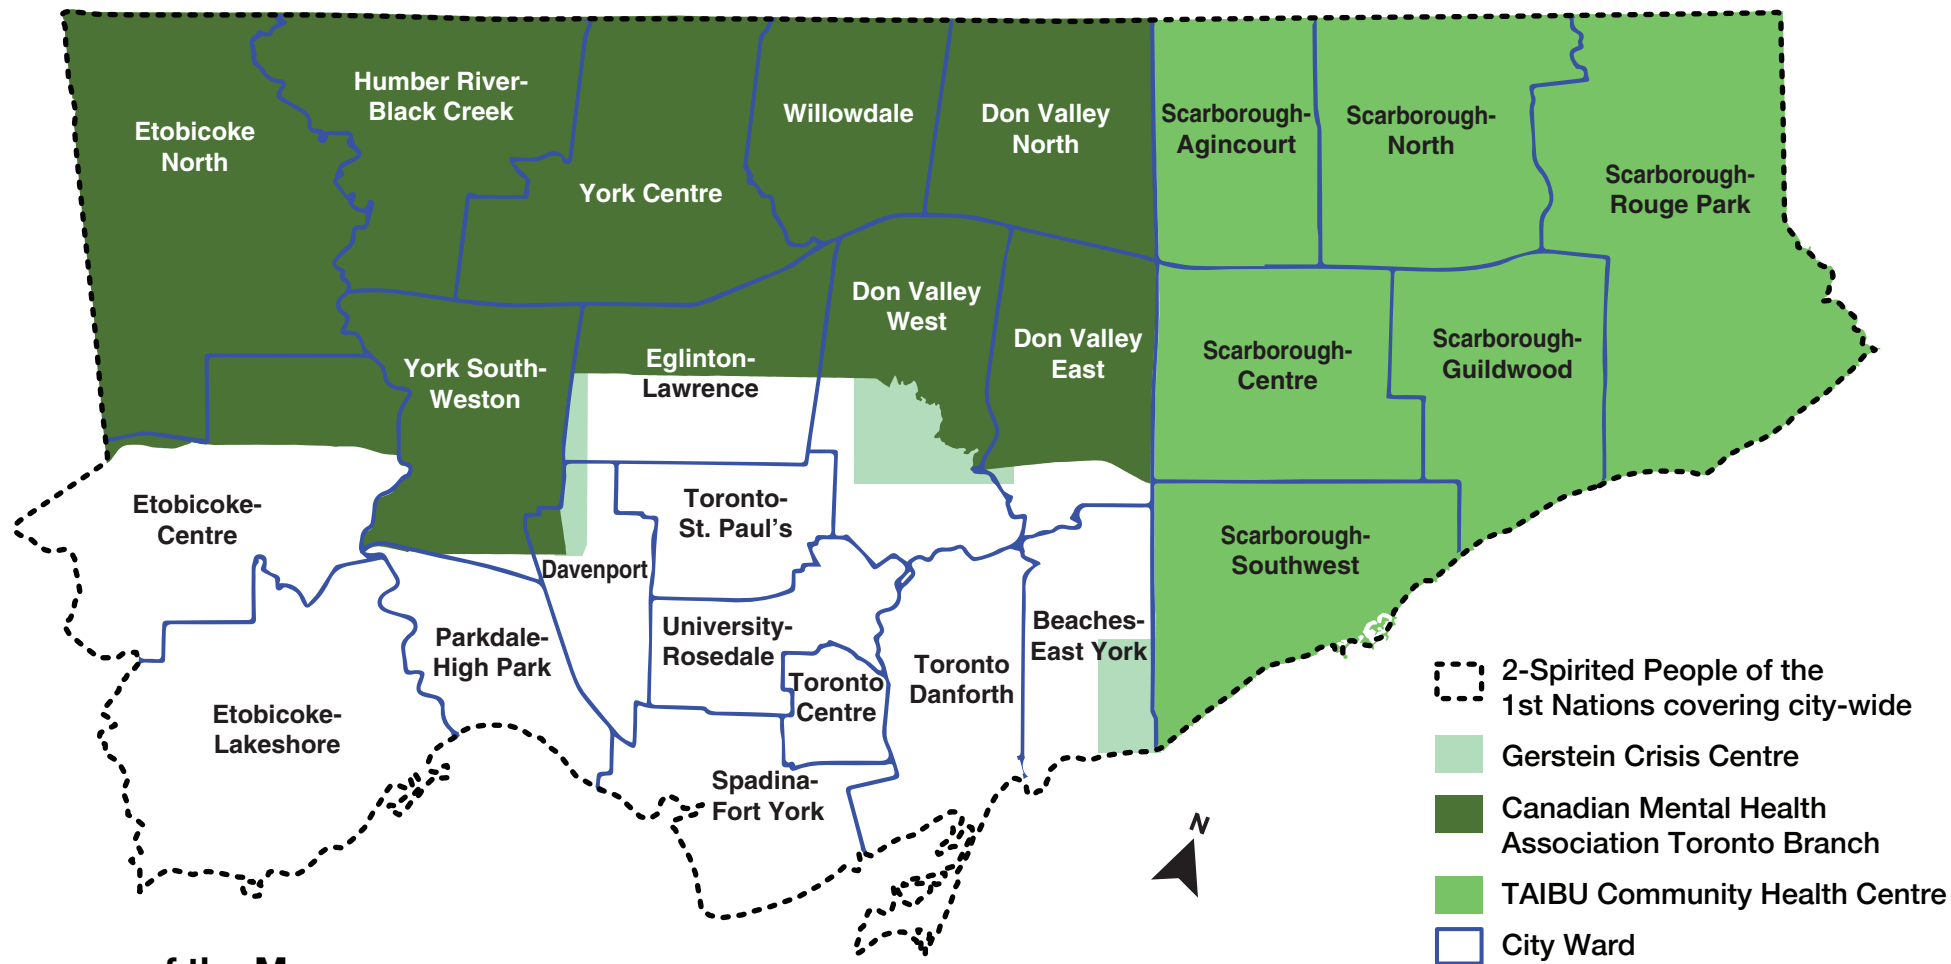 Etobicoke
North
Humber River-
Black Creek
York Centre
Willowdale
Don Valley
North
Scarborough-
Agincourt
Scarborough-
North
Scarborough-
Rouge Park
York South-
Weston
Eglinton-
Lawrence
Don Valley
West
Don Valley
East
Scarborough-
Centre
Scarborough-
Guildwood
Etobicoke-
Centre
Toronto-
St. Paul's
Davenport
Scarborough-
Southwest
Parkdale-
High Park
University-
Rosedale
Toronto
Centre
Toronto
Danforth
Beaches-
East York
Etobicoke-
Lakeshore
Spadina-
Fort York
N
2-Spirited People of the
1st Nations covering city-wide
Gerstein Crisis Centre
Canadian Mental Health
Association Toronto Branch
TAIBU Community Health Centre
City Ward